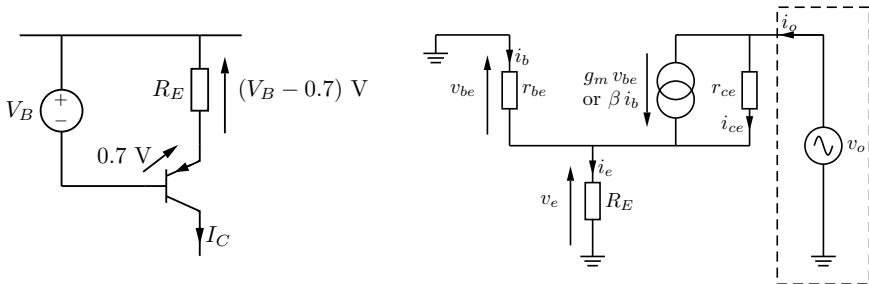 V_B
+
−
R_E
(V_B − 0.7) V
0.7 V
I_C
i_o
i_b
v_be
r_be
g_m v_be
or β i_b
r_ce
i_ce
v_o
i_e
v_e
R_E